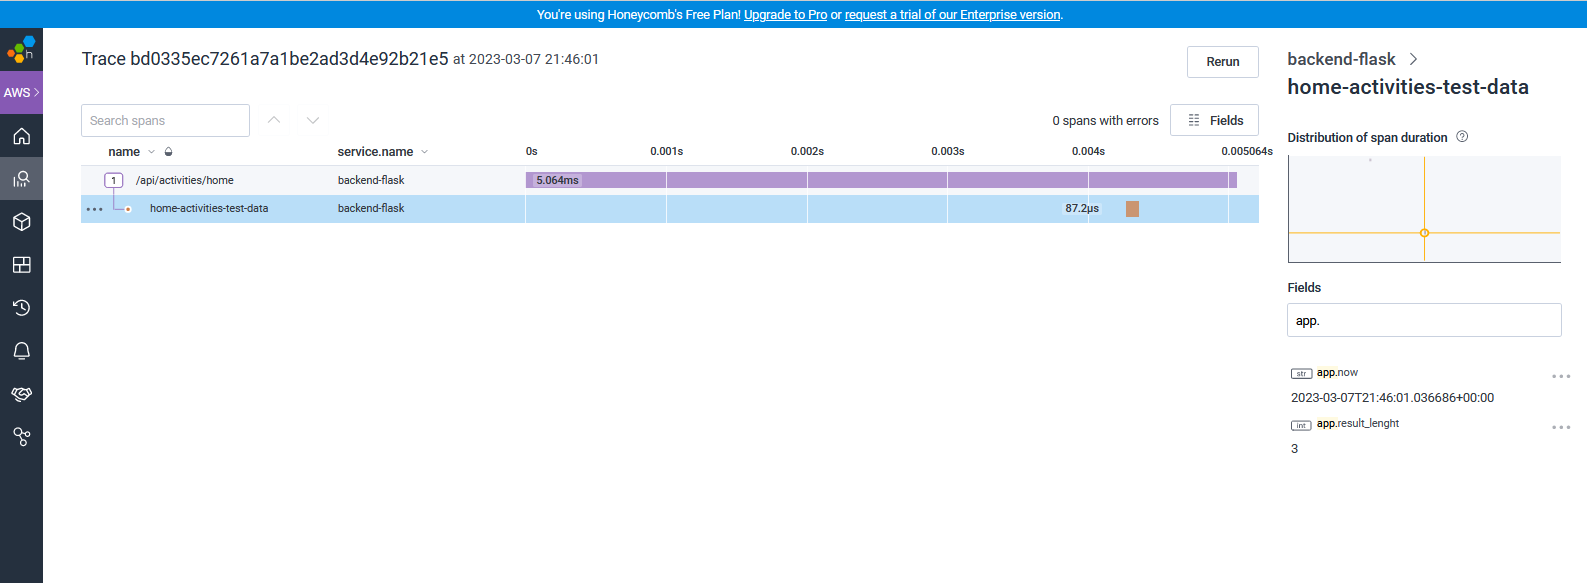 You're using Honeycomb's Free Plan! Upgrade to Pro or request a trial of our Enterprise version.
h
AWS
Trace bd0335ec7261a7a1be2ad3d4e92b21e5 at 2023-03-07 21:46:01
Rerun
Search spans
0 spans with errors
Fields
name service.name 0s 0.001s 0.002s 0.003s 0.004s 0.005064s
1 /api/activities/home backend-flask 5.064ms
home-activities-test-data backend-flask 87.2μs
backend-flask
home-activities-test-data
Distribution of span duration ?
Fields
app.
str app.now
2023-03-07T21:46:01.036686+00:00
int app.result_lenght
3